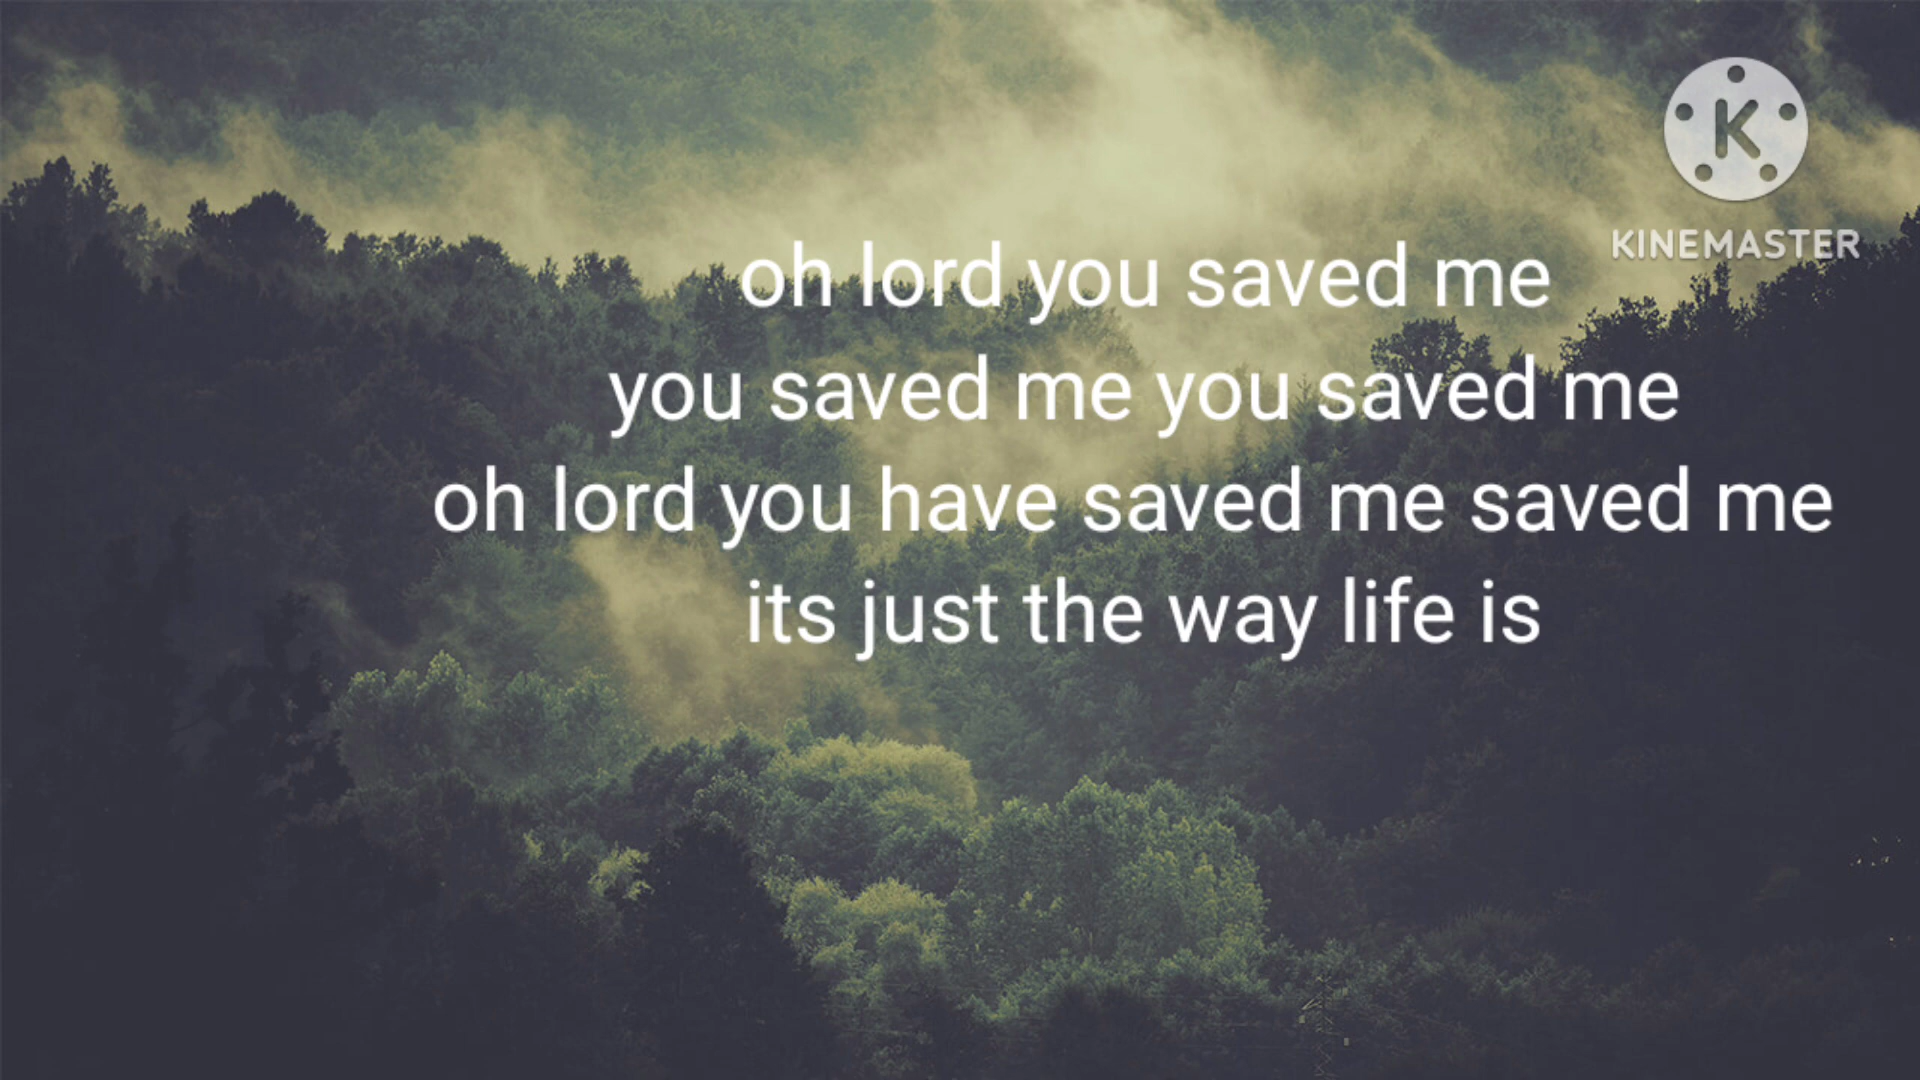 KINEMASTER
oh lord you saved me
you saved me you saved me
oh lord you have saved me saved me
its just the way life is